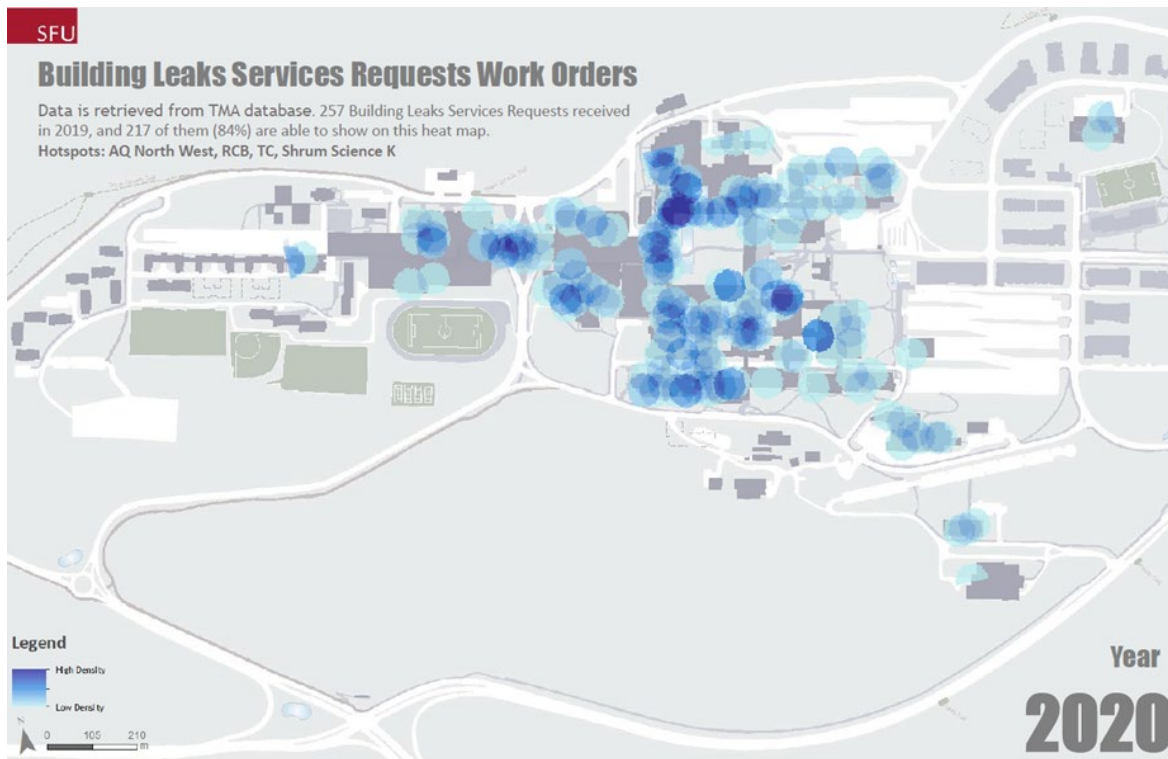 SFU
Building Leaks Services Requests Work Orders
Data is retrieved from TMA database. 257 Building Leaks Services Requests received
in 2019, and 217 of them (84%) are able to show on this heat map.
Hotspots: AQ North West, RCB, TC, Shrum Science K
Legend
High Density
Low Density
N
0 105 210
m
Year
2020